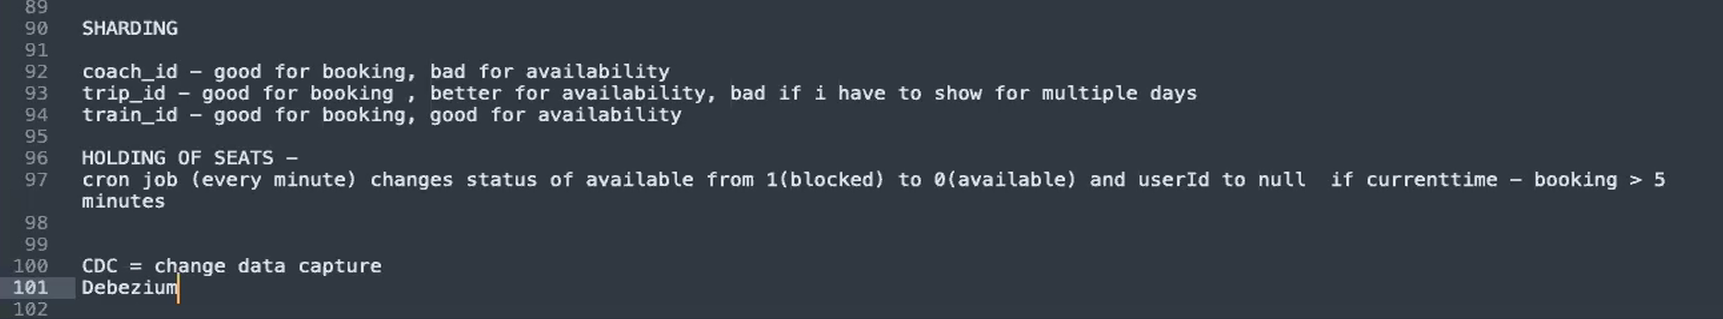 89
90 SHARDING
91
92 coach_id – good for booking, bad for availability
93 trip_id – good for booking , better for availability, bad if i have to show for multiple days
94 train_id – good for booking, good for availability
95
96 HOLDING OF SEATS –
97 cron job (every minute) changes status of available from 1(blocked) to 0(available) and userId to null  if currenttime – booking > 5
minutes
98
99
100 CDC = change data capture
101 Debezium
102